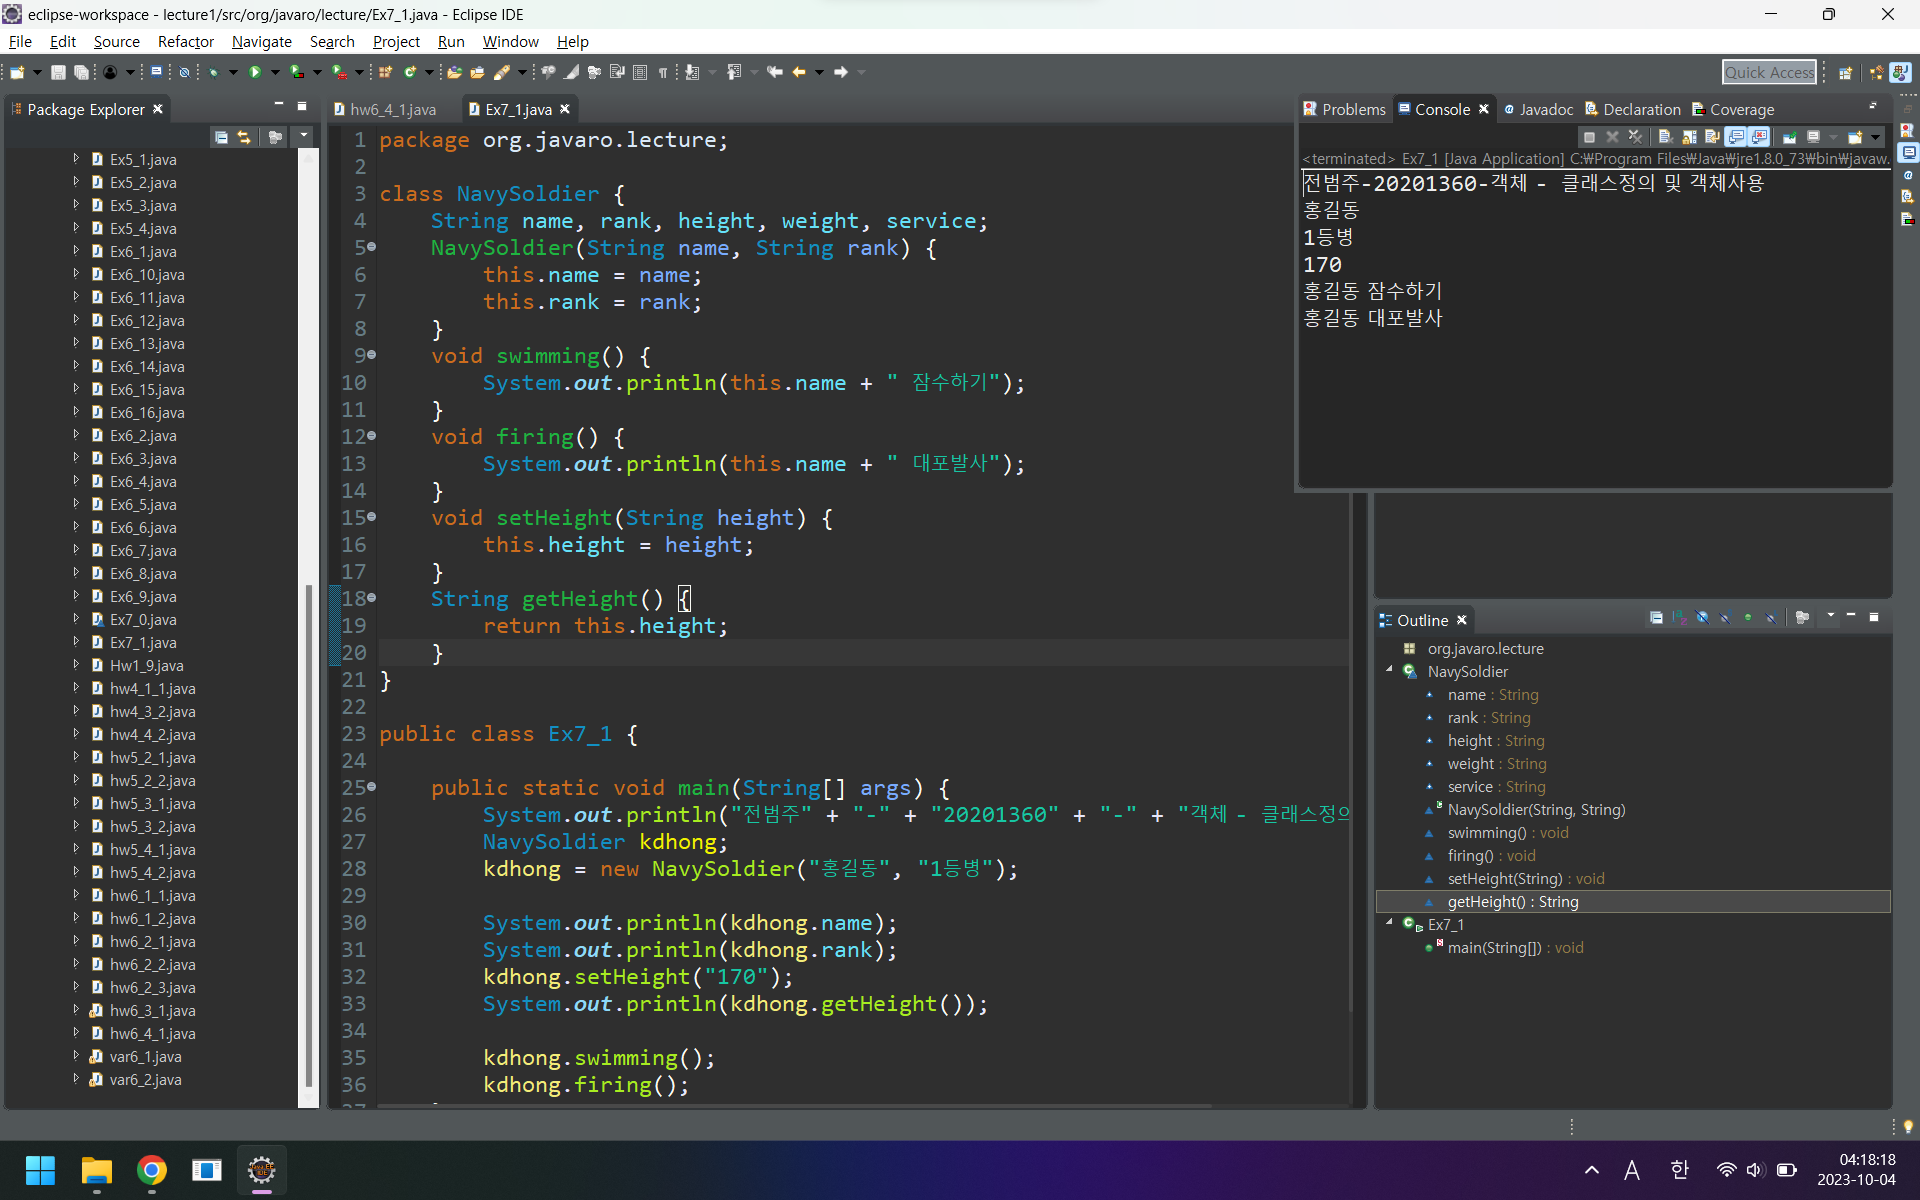 eclipse-workspace - lecture1/src/org/javaro/lecture/Ex7_1.java - Eclipse IDE
File Edit Source Refactor Navigate Search Project Run Window Help
Quick Access
Package Explorer
Ex5_1.java
Ex5_2.java
Ex5_3.java
Ex5_4.java
Ex6_1.java
Ex6_10.java
Ex6_11.java
Ex6_12.java
Ex6_13.java
Ex6_14.java
Ex6_15.java
Ex6_16.java
Ex6_2.java
Ex6_3.java
Ex6_4.java
Ex6_5.java
Ex6_6.java
Ex6_7.java
Ex6_8.java
Ex6_9.java
Ex7_0.java
Ex7_1.java
Hw1_9.java
hw4_1_1.java
hw4_3_2.java
hw4_4_2.java
hw5_2_1.java
hw5_2_2.java
hw5_3_1.java
hw5_3_2.java
hw5_4_1.java
hw5_4_2.java
hw6_1_1.java
hw6_1_2.java
hw6_2_1.java
hw6_2_2.java
hw6_2_3.java
hw6_3_1.java
hw6_4_1.java
var6_1.java
var6_2.java
hw6_4_1.java Ex7_1.java
1 package org.javaro.lecture;
2
3 class NavySoldier {
4 String name, rank, height, weight, service;
5 NavySoldier(String name, String rank) {
6 this.name = name;
7 this.rank = rank;
8 }
9 void swimming() {
10 System.out.println(this.name + " 잠수하기");
11 }
12 void firing() {
13 System.out.println(this.name + " 대포발사");
14 }
15 void setHeight(String height) {
16 this.height = height;
17 }
18 String getHeight() {
19 return this.height;
20 }
21 }
22
23 public class Ex7_1 {
24
25 public static void main(String[] args) {
26 System.out.println("전범주" + "-" + "20201360" + "-" + "객체 - 클래스정의
27 NavySoldier kdhong;
28 kdhong = new NavySoldier("홍길동", "1등병");
29
30 System.out.println(kdhong.name);
31 System.out.println(kdhong.rank);
32 kdhong.setHeight("170");
33 System.out.println(kdhong.getHeight());
34
35 kdhong.swimming();
36 kdhong.firing();
Problems Console Javadoc Declaration Coverage
<terminated> Ex7_1 [Java Application] C:₩Program Files₩Java₩jre1.8.0_73₩bin₩javaw.
전범주-20201360-객체 - 클래스정의 및 객체사용
홍길동
1등병
170
홍길동 잠수하기
홍길동 대포발사
Outline
org.javaro.lecture
NavySoldier
name : String
rank : String
height : String
weight : String
service : String
NavySoldier(String, String)
swimming() : void
firing() : void
setHeight(String) : void
getHeight() : String
Ex7_1
main(String[]) : void
A 한
04:18:18
2023-10-04